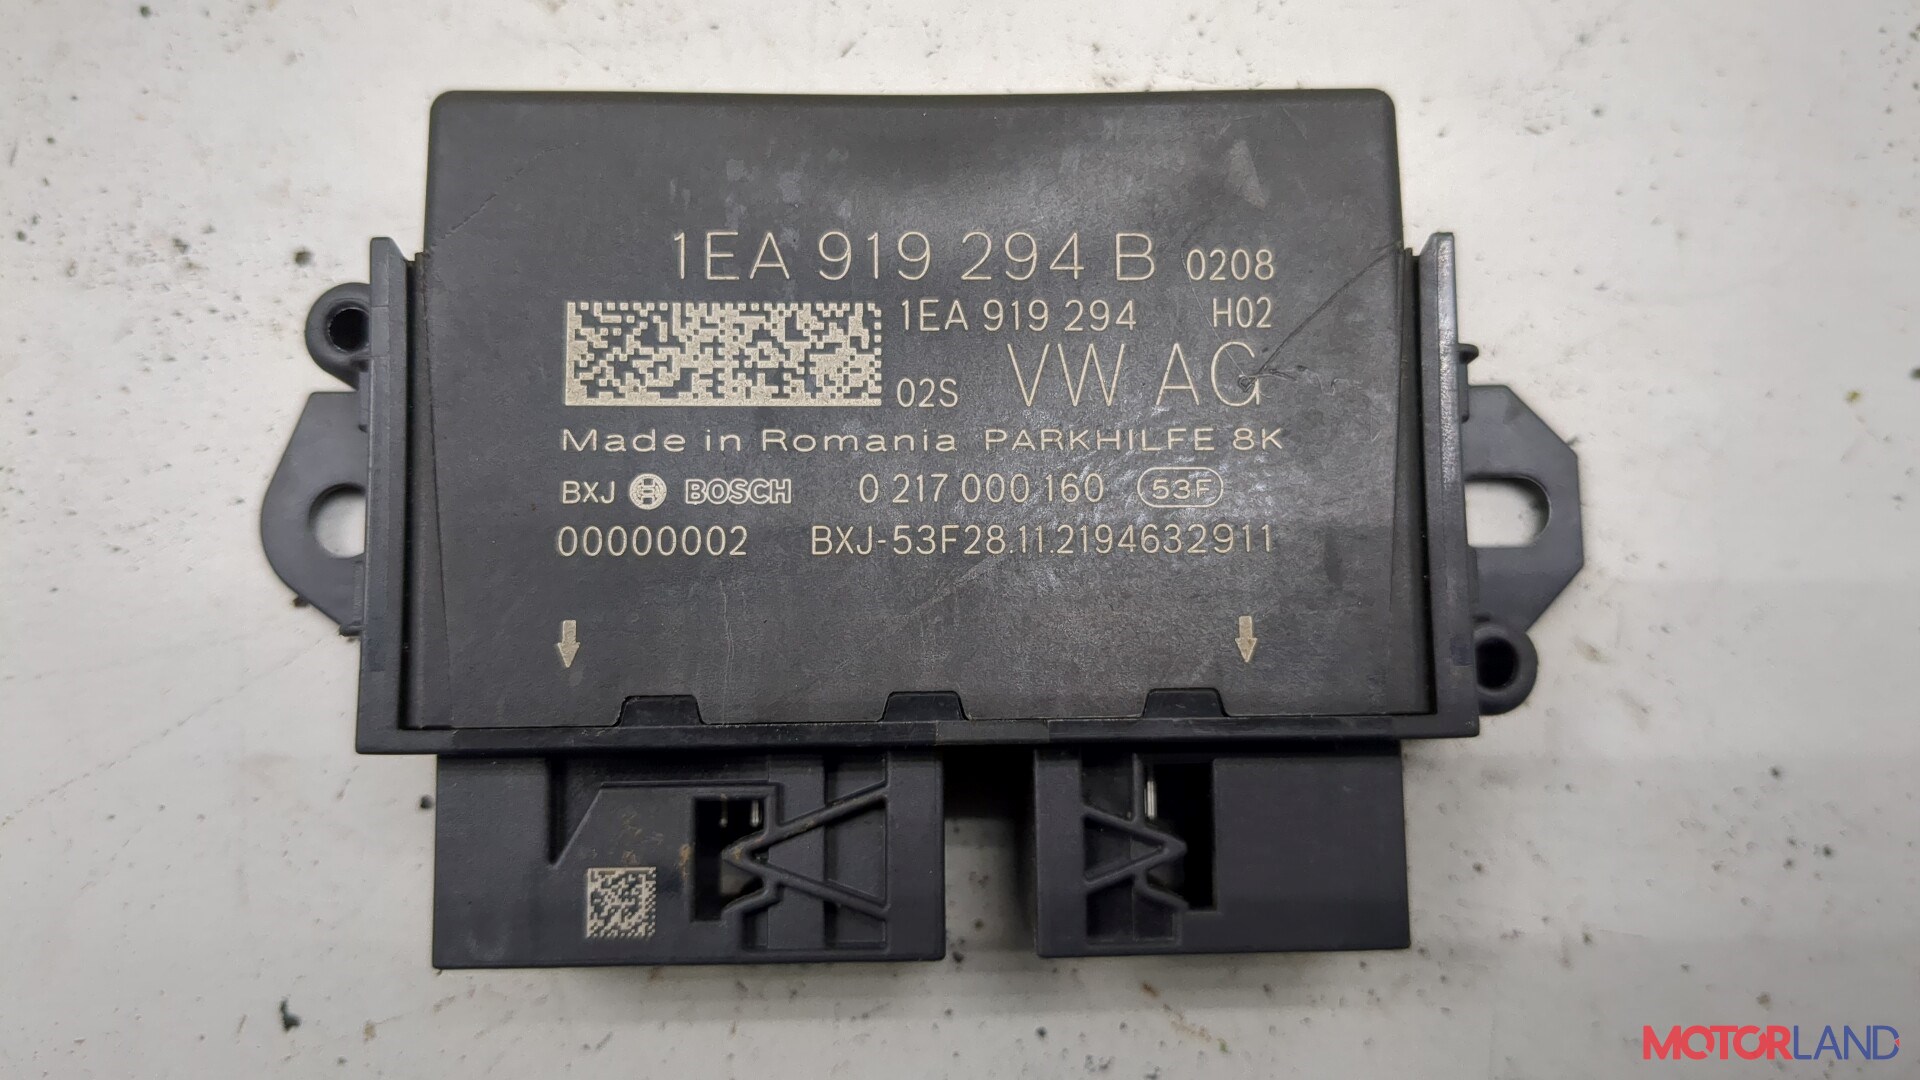 1EA 919 294 B 0208
1EA 919 294 H02
02S VW AG
Made in Romania PARKHILFE 8K
BXJ BOSCH 0 217 000 160 53F
00000002 BXJ-53F28.11.2194632911
MOTORLAND